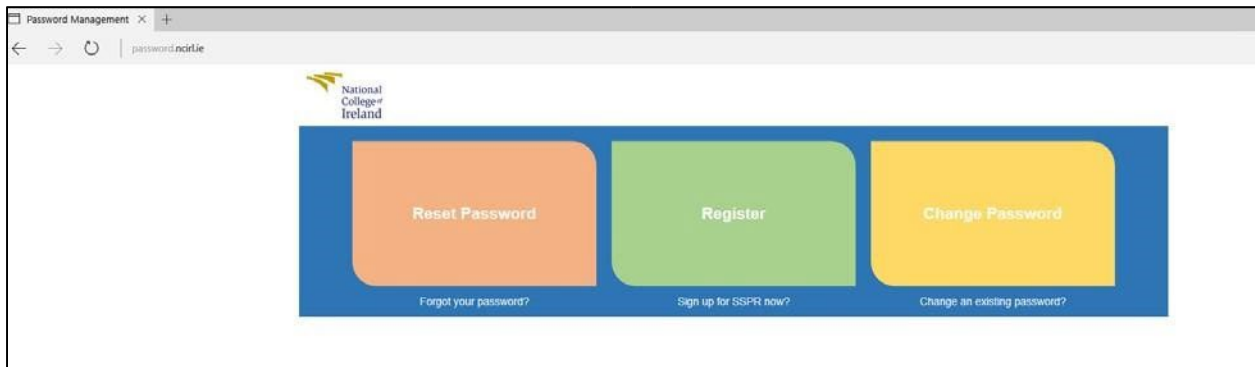 Password Management
password.ncirl.ie
National
College of
Ireland
Reset Password
Register
Change Password
Forgot your password?
Sign up for SSPR now?
Change an existing password?